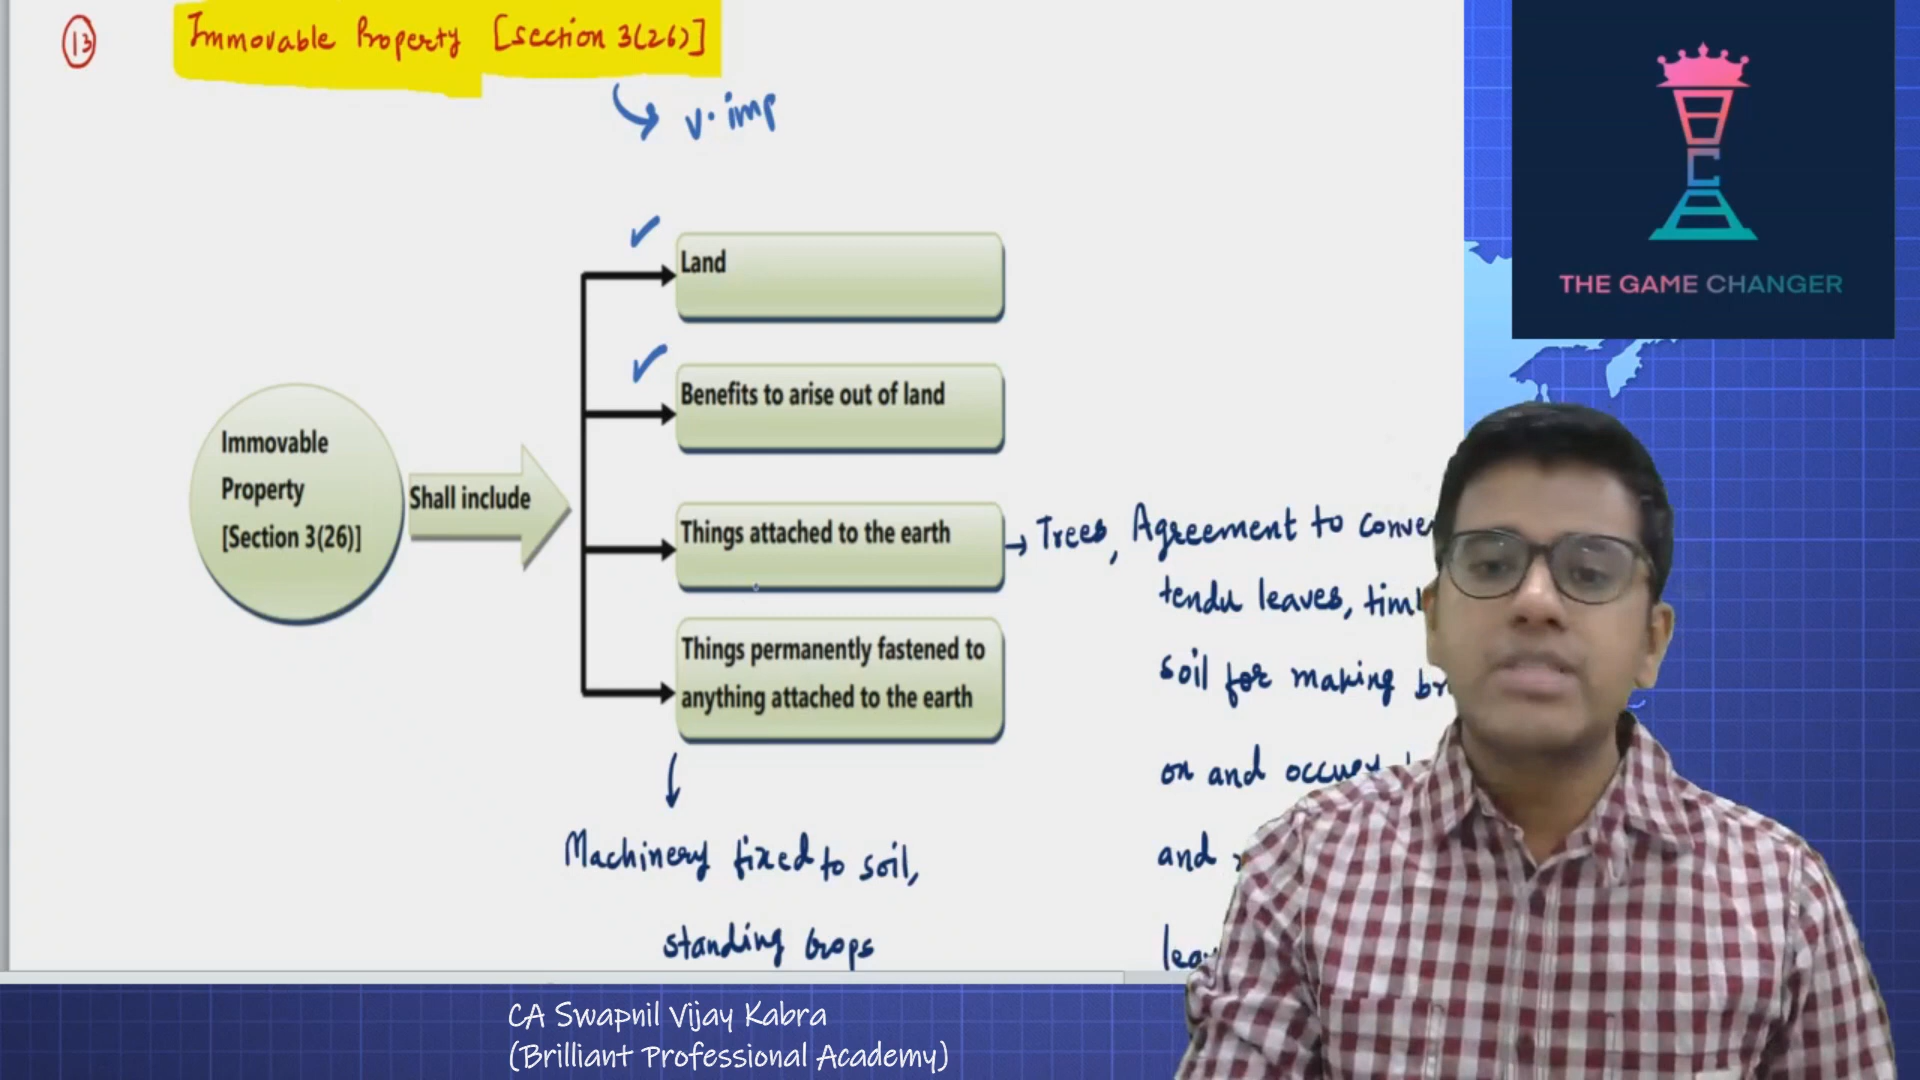 13
Immovable Property [Section 3(26)]
v.imp
Land
Benefits to arise out of land
Immovable
Property
[Section 3(26)]
Shall include
Things attached to the earth
Things permanently fastened to
anything attached to the earth
Trees, Agreement to
tendu leaves,
soil for making
on and
and
Machinery fixed to soil,
standing crops
THE GAME CHANGER
CA Swapnil Vijay Kabra
(Brilliant Professional Academy)